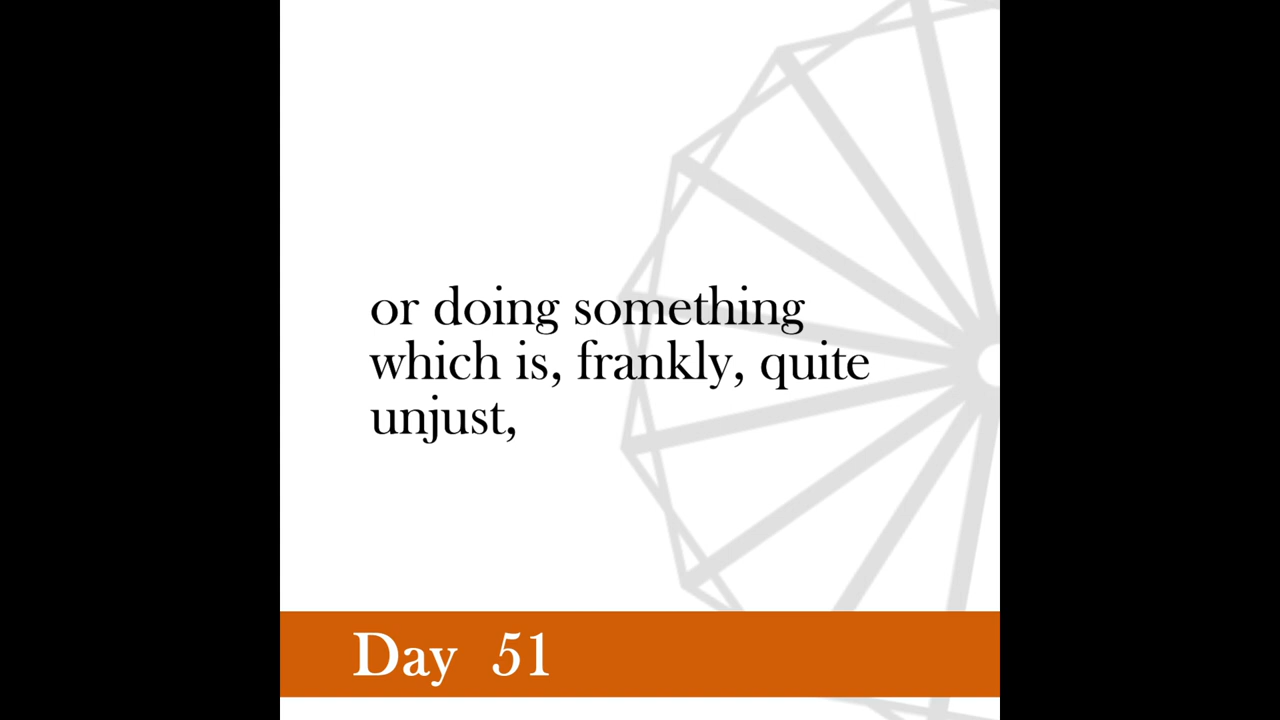 or doing something
which is, frankly, quite
unjust,
Day 51